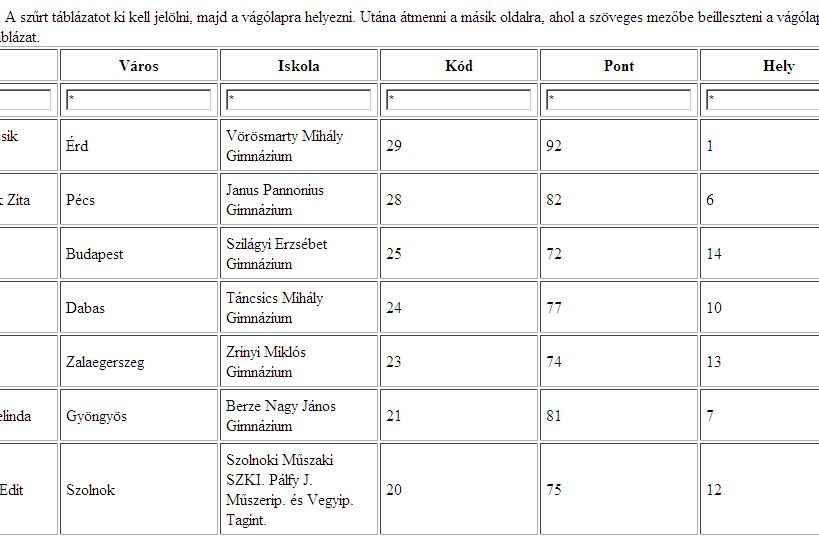 A szűrt táblázatot ki kell jelölni, majd a vágólapra helyezni. Utána átmenni a másik oldalra, ahol a szöveges mezőbe beilleszteni a
Város Iskola Kód Pont Hely
* * * * *
Érd Vörösmarty Mihály Gimnázium 29 92 1
Zita Pécs Janus Pannonius Gimnázium 28 82 6
Budapest Szilágyi Erzsébet Gimnázium 25 72 14
Dabas Táncsics Mihály Gimnázium 24 77 10
Zalaegerszeg Zrínyi Miklós Gimnázium 23 74 13
Gyöngyös Berze Nagy János Gimnázium 21 81 7
Edit Szolnok Szolnoki Műszaki SZKI. Pálfy J. Műszerip. és Vegyip. Tagint. 20 75 12